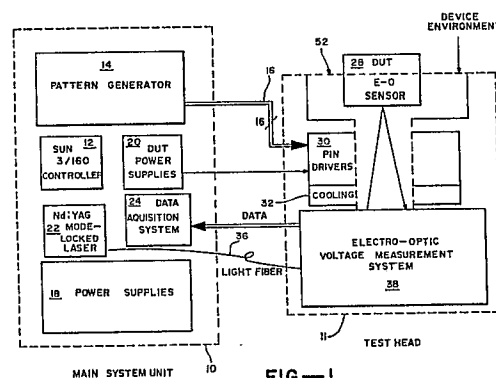 DEVICE
ENVIRONMENT
52
28 DUT
E-O
SENSOR
14
PATTERN GENERATOR
16
16
SUN 12
3/160
CONTROLLER
20
DUT
POWER
SUPPLIES
30
PIN
DRIVERS
32
COOLING
Nd:YAG
22 MODE-
LOCKED
LASER
24 DATA
AQUISITION
SYSTEM
DATA
36
LIGHT FIBER
ELECTRO-OPTIC
VOLTAGE MEASUREMENT
SYSTEM
38
18 POWER SUPPLIES
11
TEST HEAD
10
MAIN SYSTEM UNIT
FIG—1